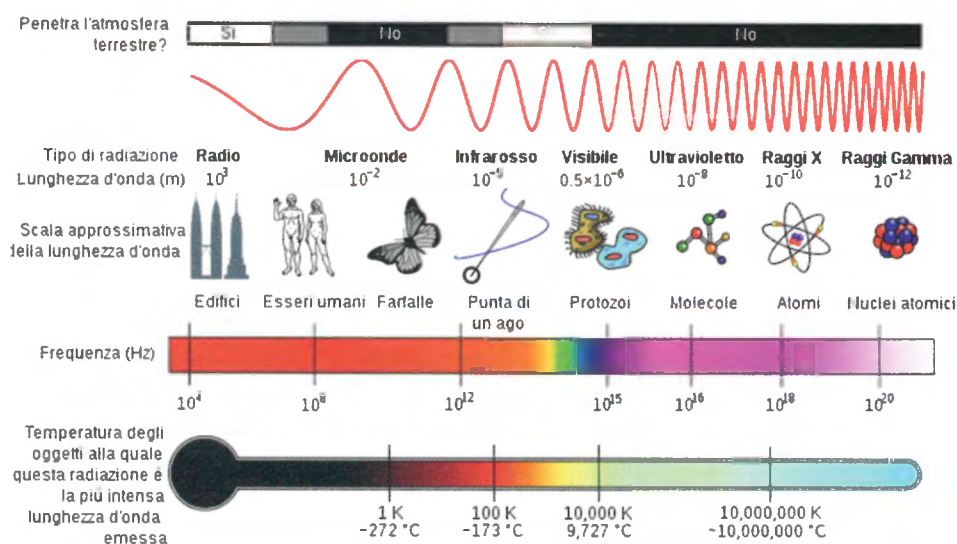 Penetra l'atmosfera
terrestre?
Sì No No
Tipo di radiazione Radio Microonde Infrarosso Visibile Ultravioletto Raggi X Raggi Gamma
Lunghezza d'onda (m) 10³ 10⁻² 10⁻⁵ 0.5×10⁻⁶ 10⁻⁸ 10⁻¹⁰ 10⁻¹²
Scala approssimativa
della lunghezza d'onda
Edifici Esseri umani Farfalle Punta di Protozoi Molecole Atomi Nuclei atomici
un ago
Frequenza (Hz)
10⁴ 10⁸ 10¹² 10¹⁵ 10¹⁶ 10¹⁸ 10²⁰
Temperatura degli
oggetti alla quale
questa radiazione è
la più intensa
lunghezza d'onda
emessa
1 K 100 K 10,000 K 10,000,000 K
−272 °C −173 °C 9,727 °C ~10,000,000 °C